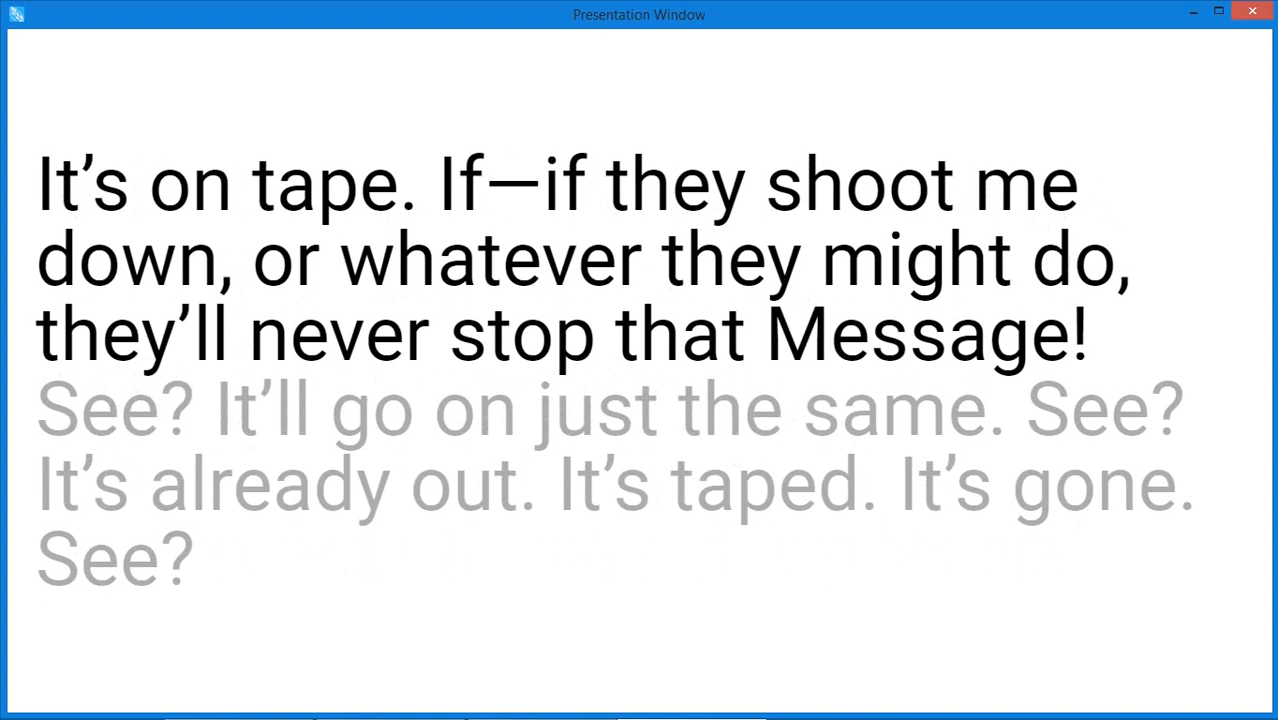 Presentation Window
It’s on tape. If—if they shoot me
down, or whatever they might do,
they’ll never stop that Message!
See? It’ll go on just the same. See?
It’s already out. It’s taped. It’s gone.
See?